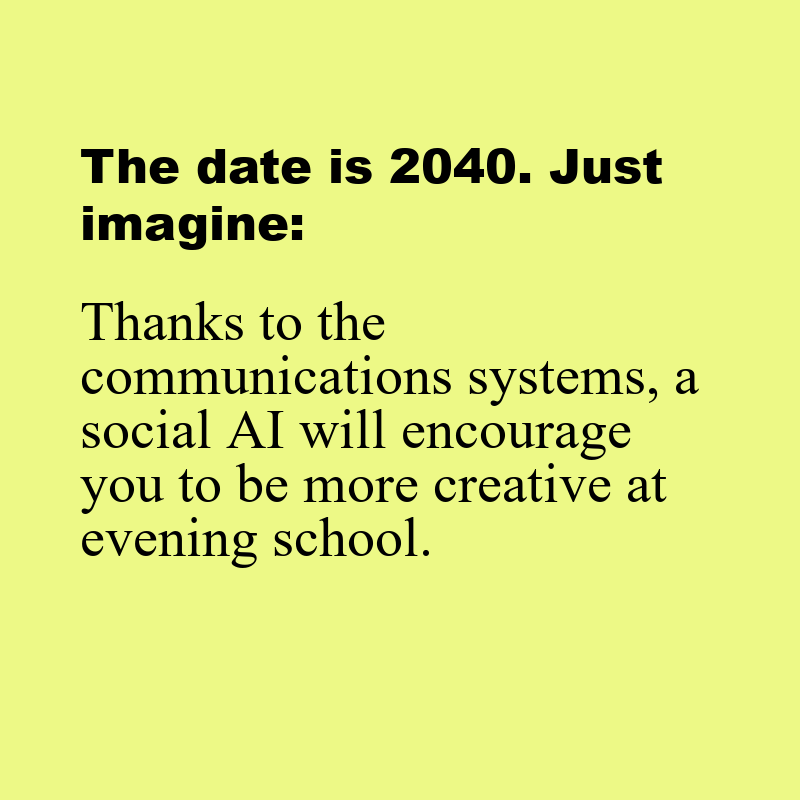 The date is 2040. Just
imagine:
Thanks to the
communications systems, a
social AI will encourage
you to be more creative at
evening school.